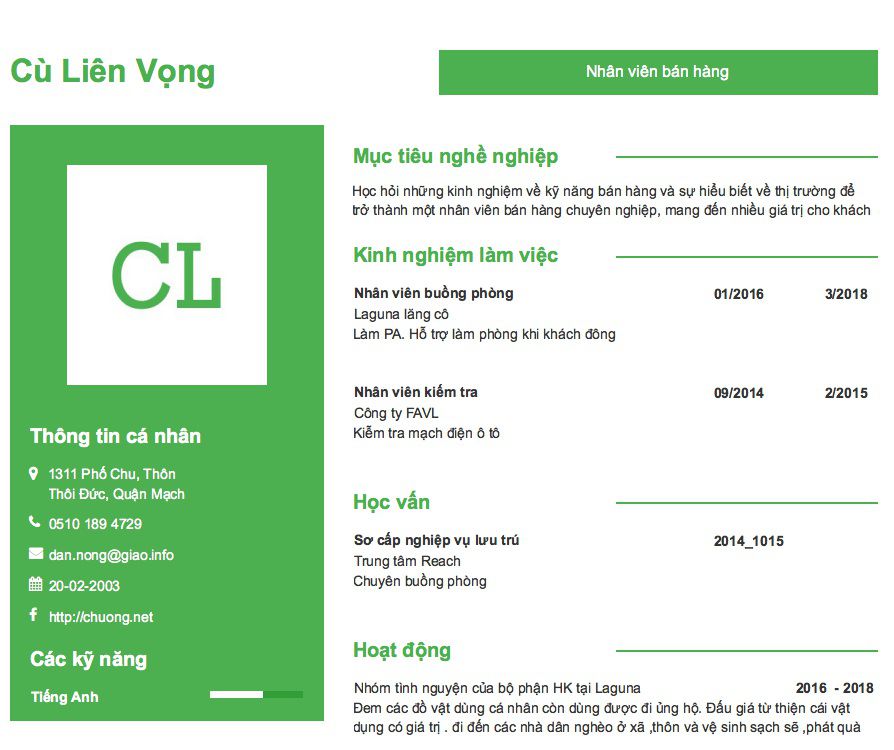 Cù Liên Vọng
Nhân viên bán hàng
CL
Thông tin cá nhân
1311 Phố Chu, Thôn
Thôi Đức, Quận Mạch
0510 189 4729
dan.nong@giao.info
20-02-2003
http://chuong.net
Các kỹ năng
Tiếng Anh
Mục tiêu nghề nghiệp
Học hỏi những kinh nghiệm về kỹ năng bán hàng và sự hiểu biết về thị trường để
trở thành một nhân viên bán hàng chuyên nghiệp, mang đến nhiều giá trị cho khách
Kinh nghiệm làm việc
Nhân viên buồng phòng 01/2016 3/2018
Laguna lăng cô
Làm PA. Hỗ trợ làm phòng khi khách đông
Nhân viên kiểm tra 09/2014 2/2015
Công ty FAVL
Kiểm tra mạch điện ô tô
Học vấn
Sơ cấp nghiệp vụ lưu trú 2014_1015
Trung tâm Reach
Chuyên buồng phòng
Hoạt động
Nhóm tình nguyện của bộ phận HK tại Laguna 2016 - 2018
Đem các đồ vật dùng cá nhân còn dùng được đi ủng hộ. Đấu giá từ thiện cái vật
dụng có giá trị . đi đến các nhà dân nghèo ở xã ,thôn và vệ sinh sạch sẽ ,phát quà